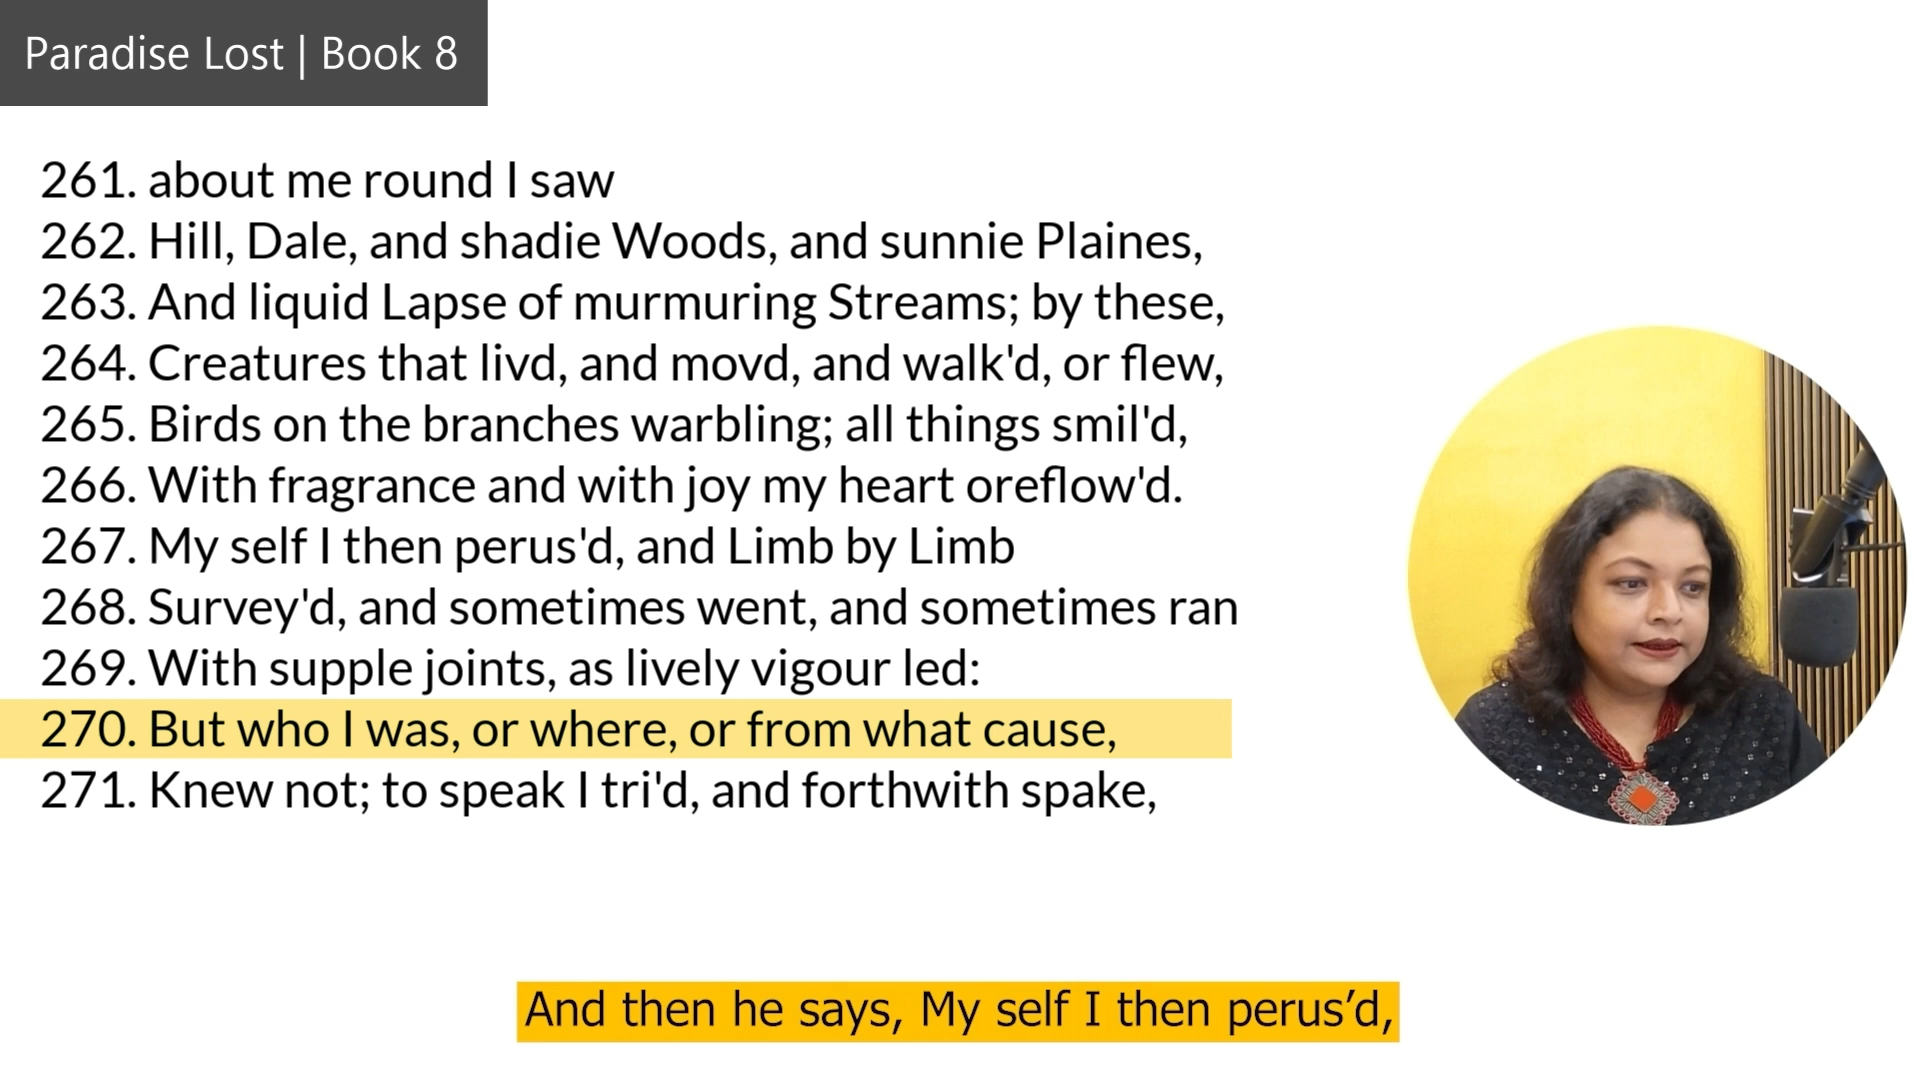 Paradise Lost | Book 8
261. about me round I saw
262. Hill, Dale, and shadie Woods, and sunnie Plaines,
263. And liquid Lapse of murmuring Streams; by these,
264. Creatures that livd, and movd, and walk'd, or flew,
265. Birds on the branches warbling; all things smil'd,
266. With fragrance and with joy my heart oreflow'd.
267. My self I then perus'd, and Limb by Limb
268. Survey'd, and sometimes went, and sometimes ran
269. With supple joints, as lively vigour led:
270. But who I was, or where, or from what cause,
271. Knew not; to speak I tri'd, and forthwith spake,
And then he says, My self I then perus’d,